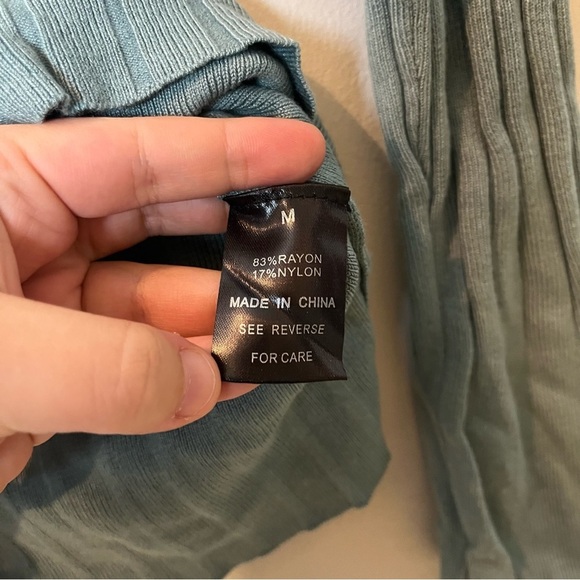 M
83%RAYON
17%NYLON
MADE IN CHINA
SEE REVERSE
FOR CARE